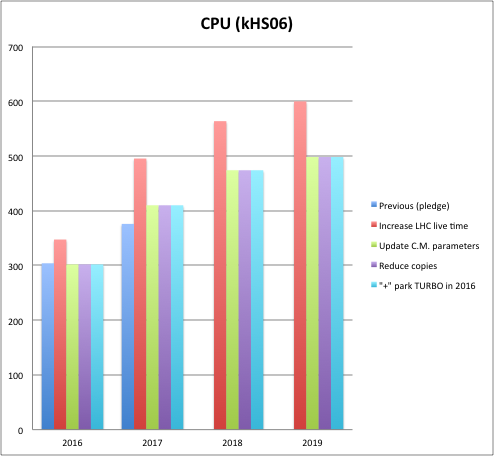 CPU (kHS06)
700
600
500
400
300
200
100
0
2016 2017 2018 2019
Previous (pledge)
Increase LHC live time
Update C.M. parameters
Reduce copies
"+" park TURBO in 2016